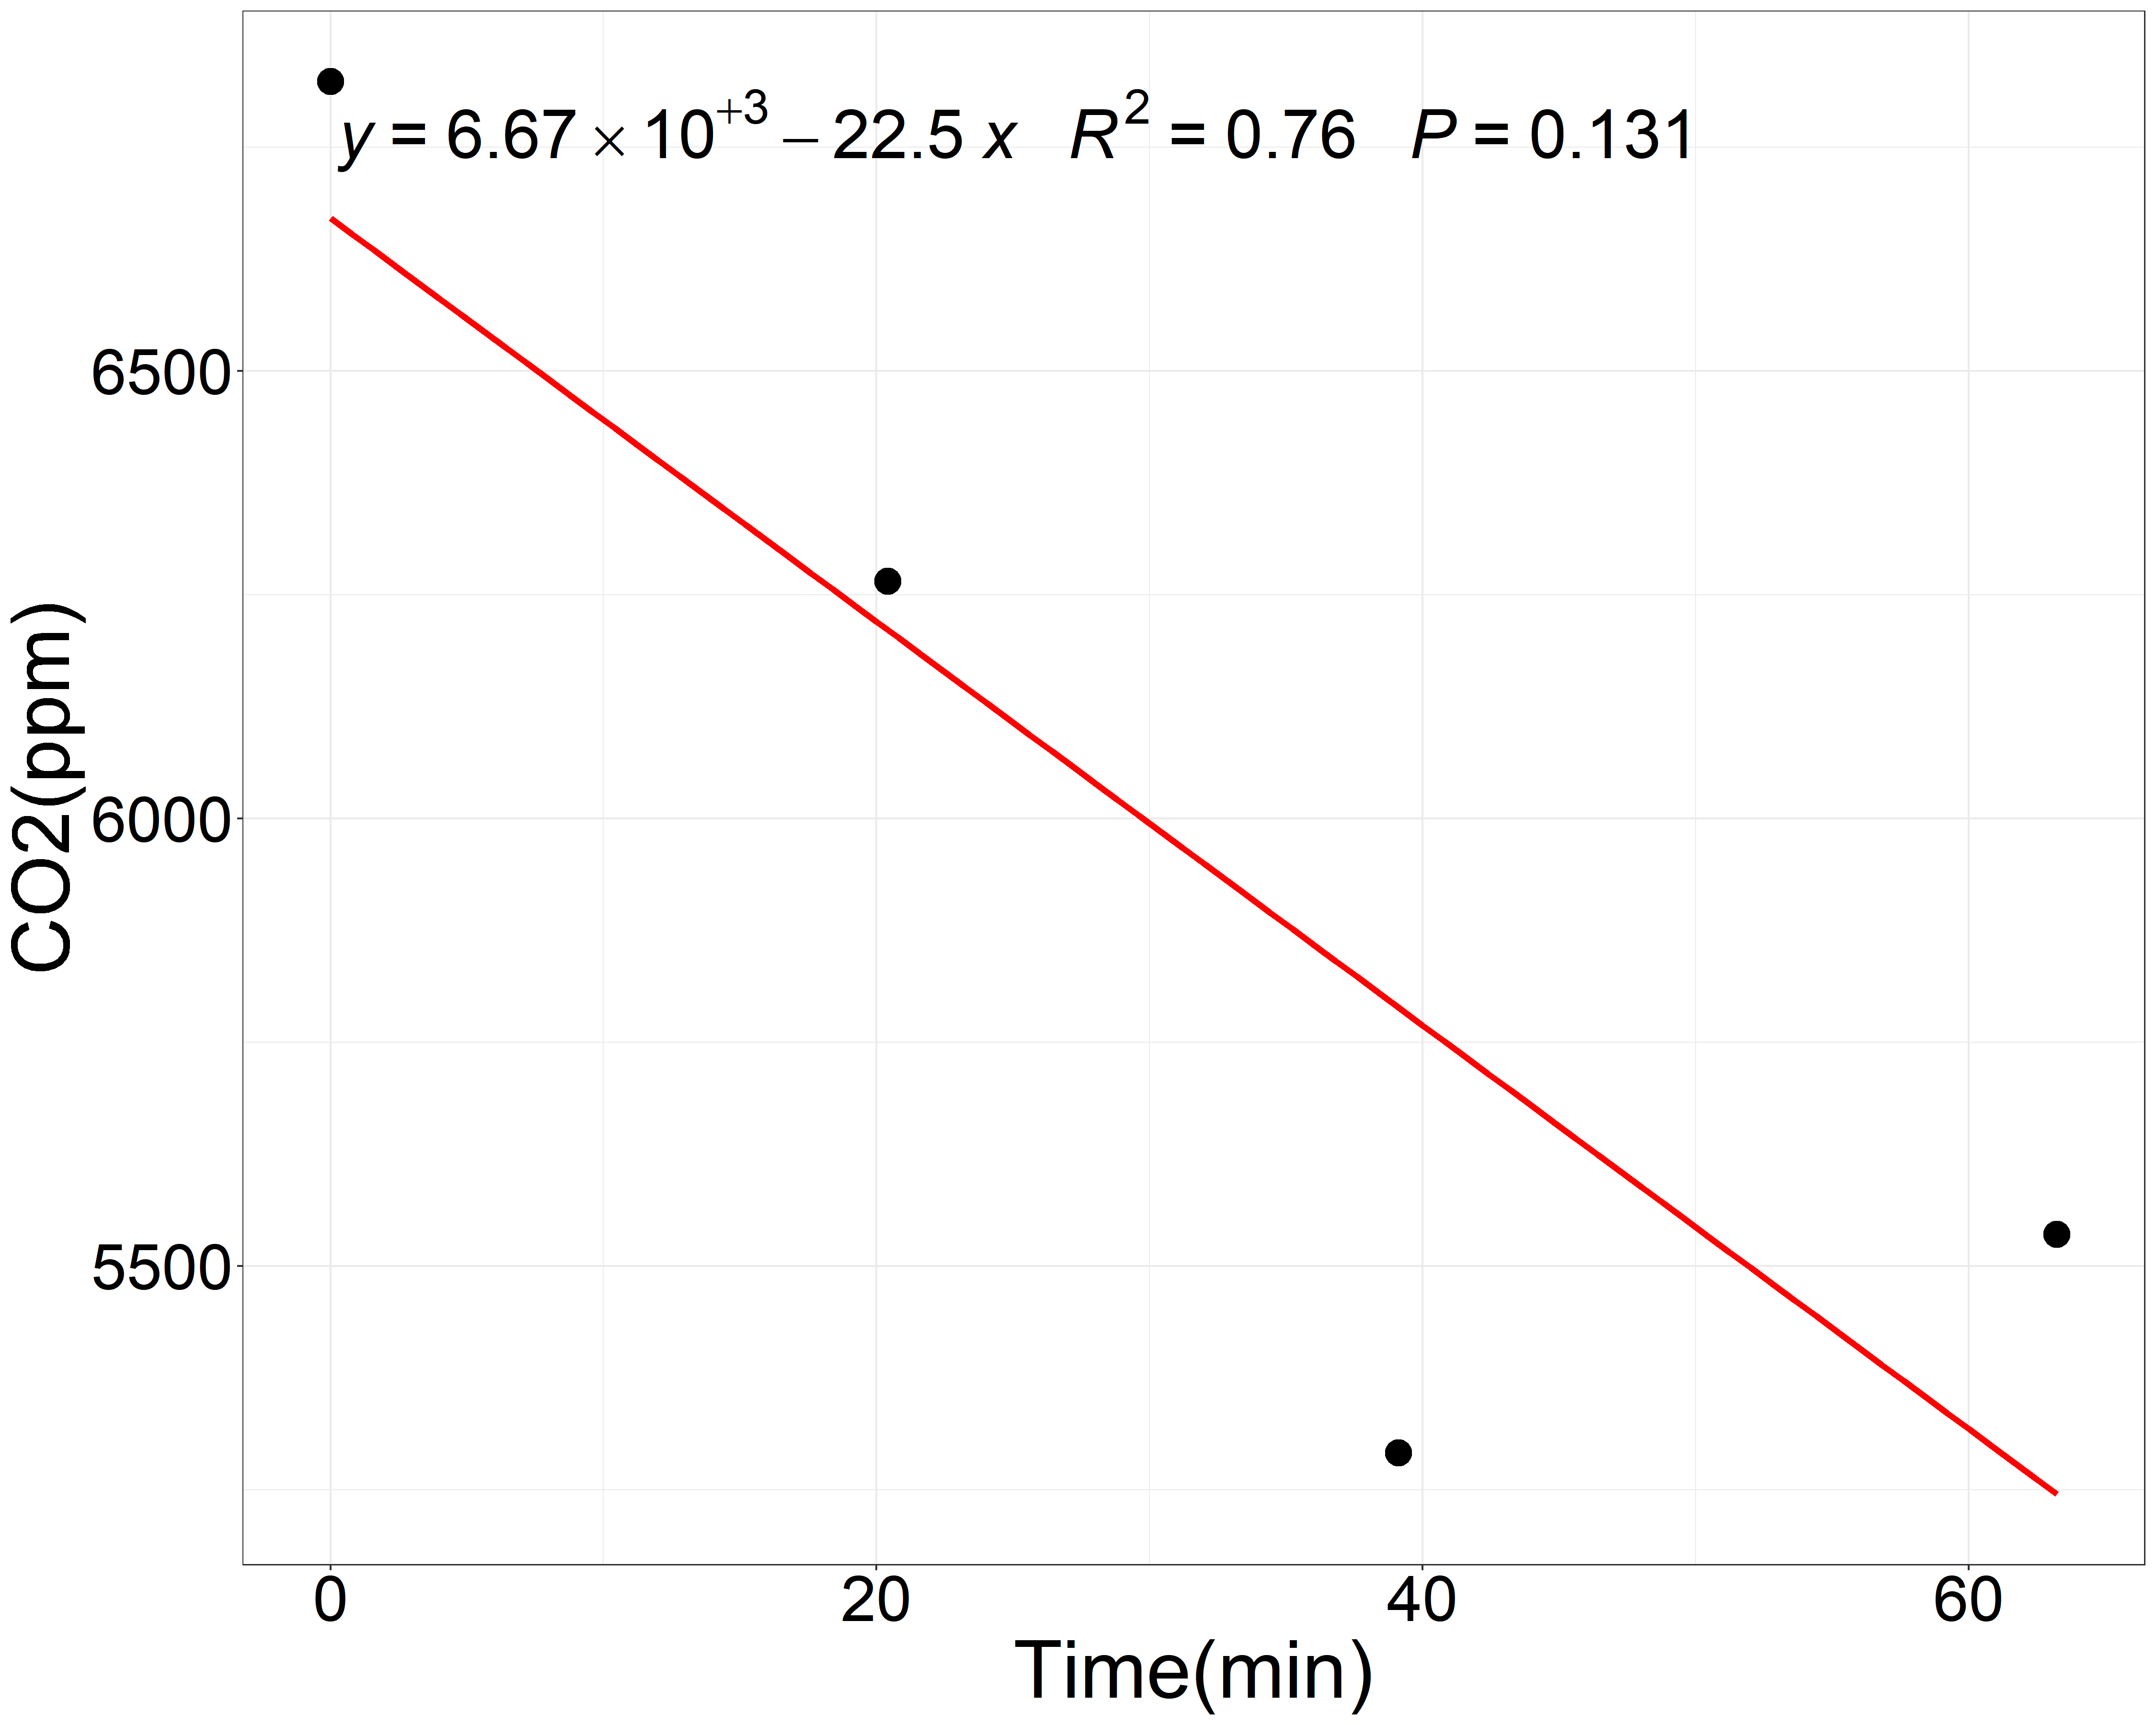 y = 6.67×10⁺³ − 22.5 x R² = 0.76 P = 0.131
6500
6000
5500
CO2(ppm)
0 20 40 60
Time(min)